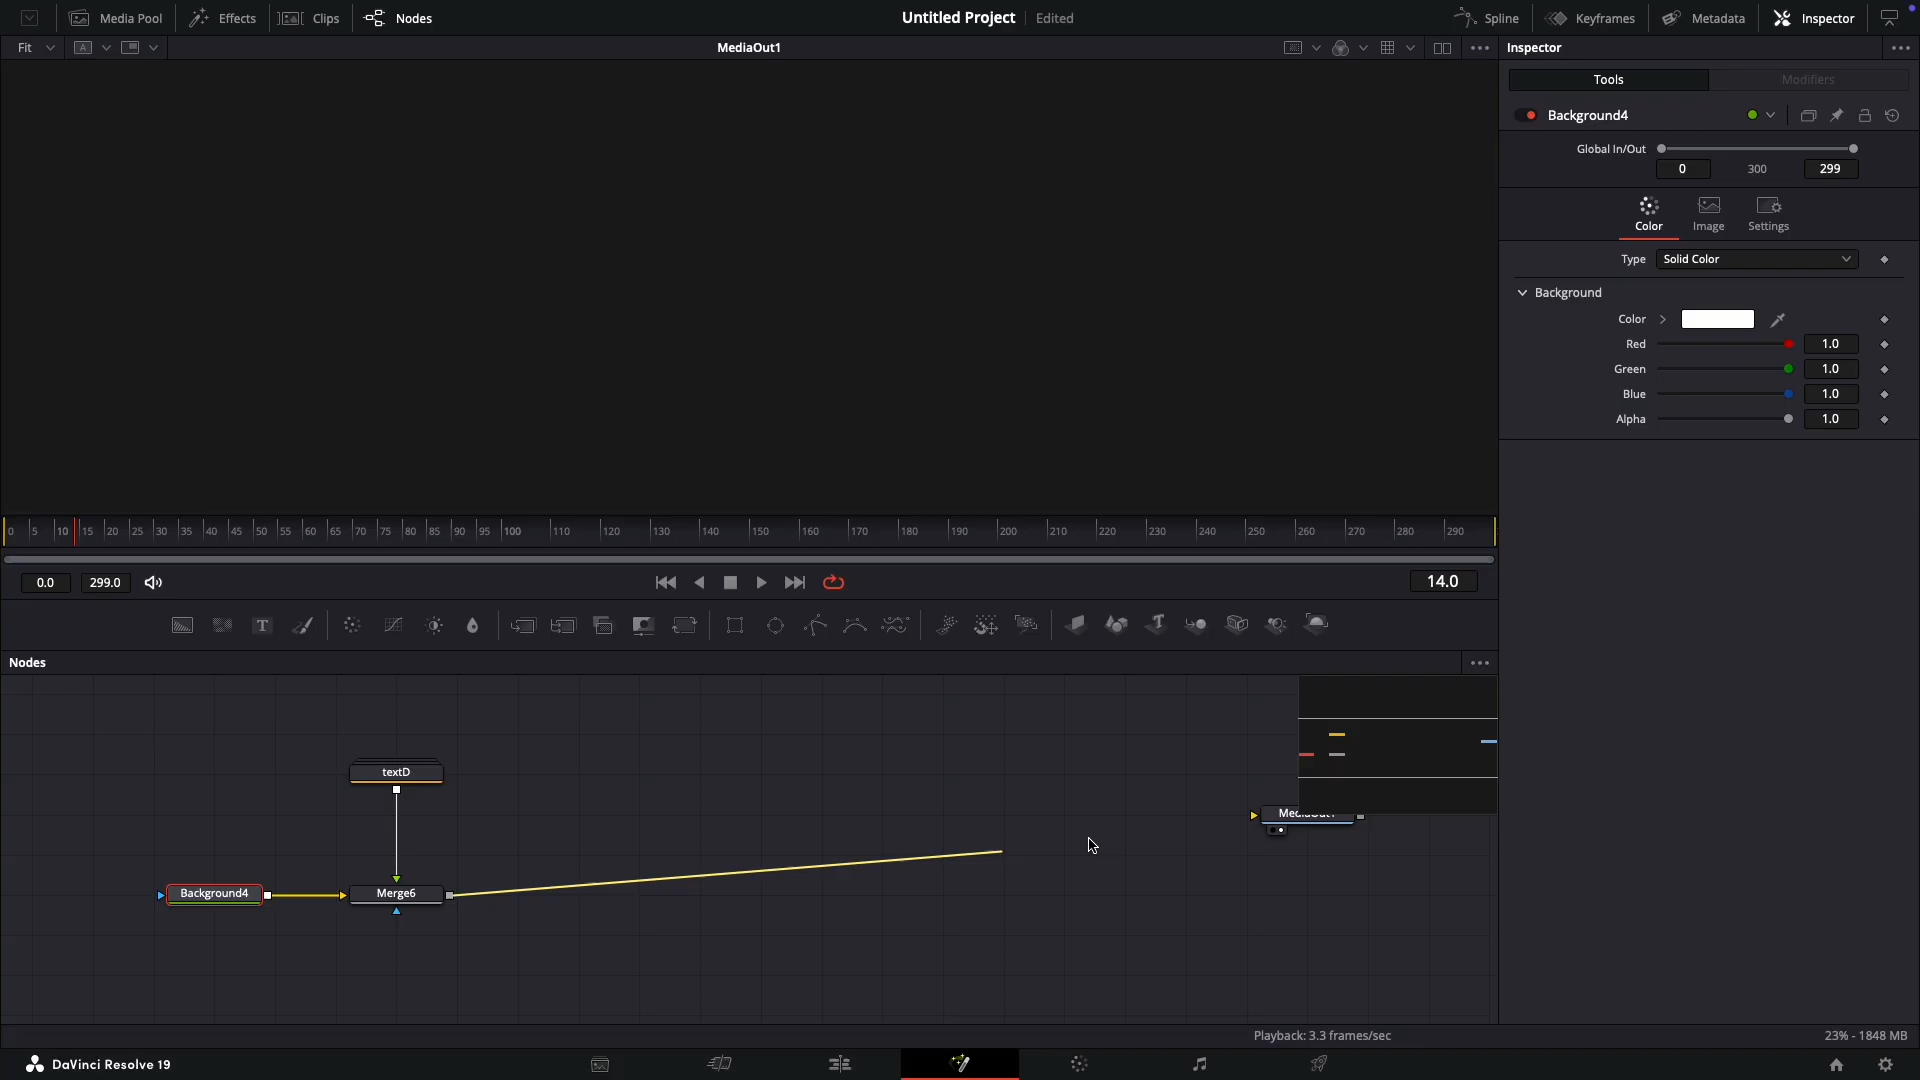 Media Pool Effects Clips Nodes Untitled Project Edited Spline Keyframes Metadata Inspector
Fit A MediaOut1 Inspector
Tools Modifiers
Background4
Global In/Out
0 300 299
Color Image Settings
Type Solid Color
Background
Color
Red 1.0
Green 1.0
Blue 1.0
Alpha 1.0
0 5 10 15 20 25 30 35 40 45 50 55 60 65 70 75 80 85 90 95 100 110 120 130 140 150 160 170 180 190 200 210 220 230 240 250 260 270 280 290
0.0 299.0 14.0
T T
Nodes
textD
MediaOut1
Background4 Merge6
Playback: 3.3 frames/sec 23% - 1848 MB
DaVinci Resolve 19